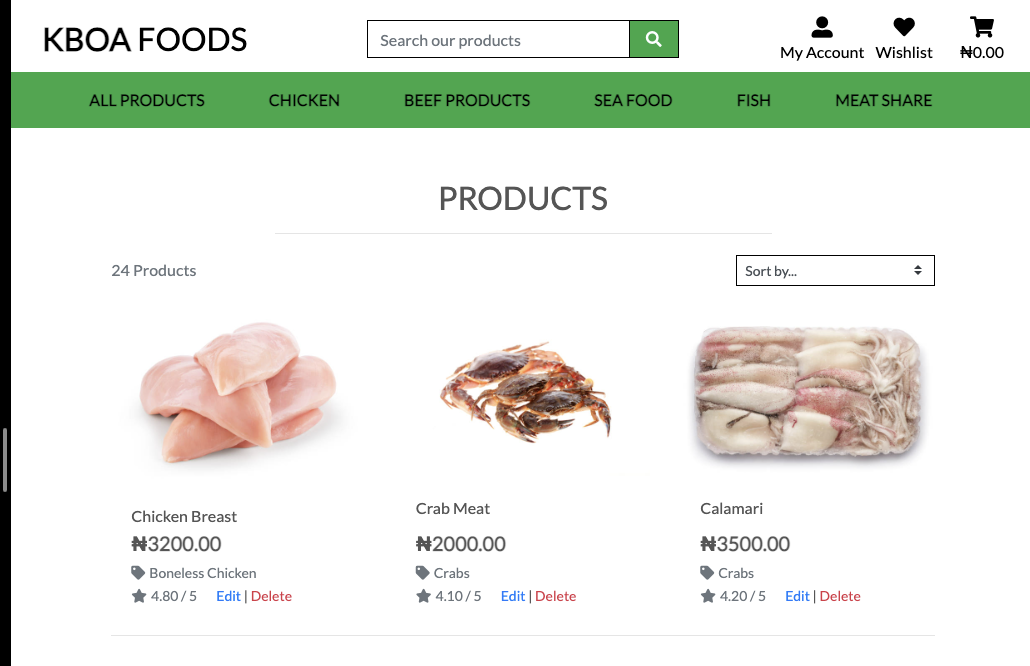 KBOA FOODS
Search our products
My Account Wishlist ₦0.00
ALL PRODUCTS CHICKEN BEEF PRODUCTS SEA FOOD FISH MEAT SHARE
PRODUCTS
24 Products
Sort by...
Chicken Breast
₦3200.00
Boneless Chicken
4.80 / 5 Edit | Delete
Crab Meat
₦2000.00
Crabs
4.10 / 5 Edit | Delete
Calamari
₦3500.00
Crabs
4.20 / 5 Edit | Delete